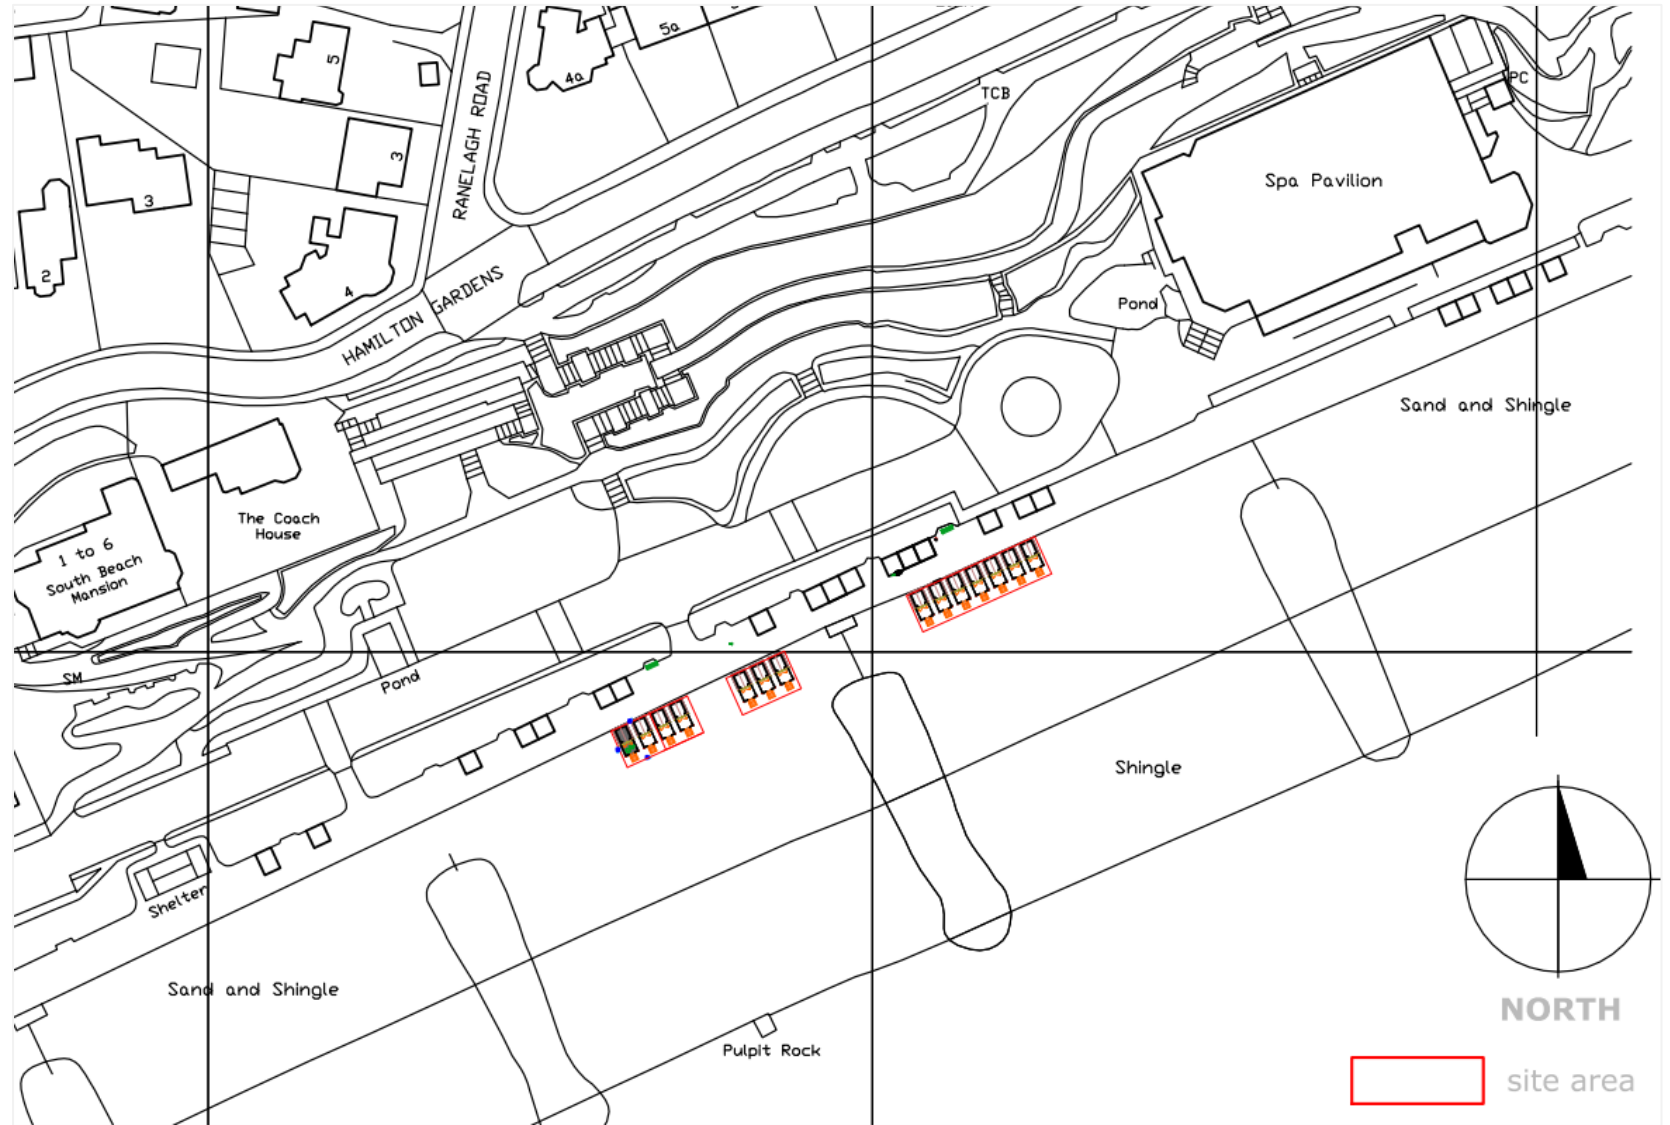 5a
5
4a
PC
TCB
RANELAGH ROAD
3
Spa Pavilion
3
2
4
HAMILTON GARDENS
Pond
Sand and Shingle
The Coach
House
1 to 6
South Beach
Mansion
SM
Pond
Shingle
Shelter
Sand and Shingle
Pulpit Rock
NORTH
site area